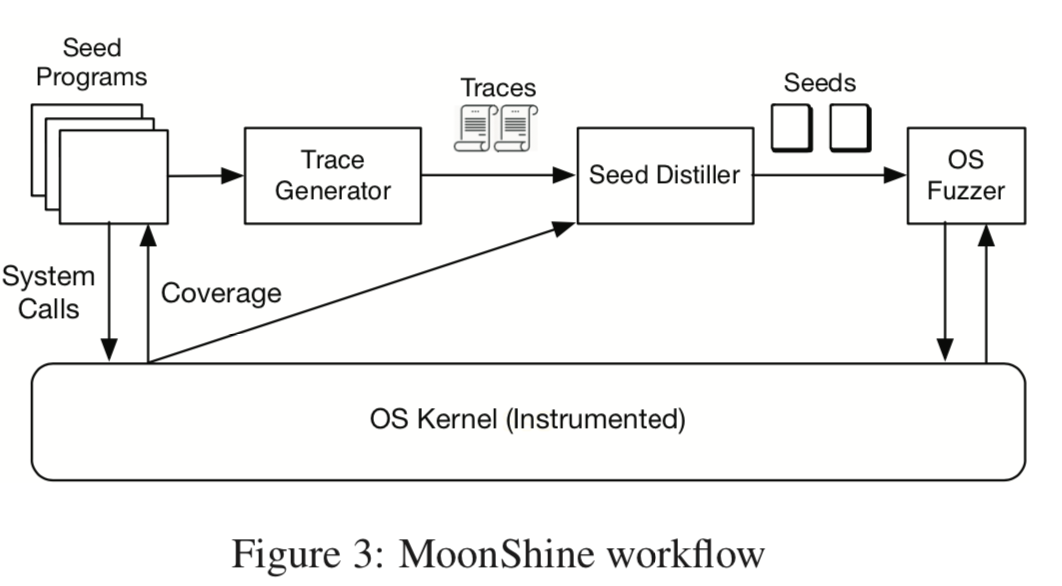 Seed
Programs
Traces
Seeds
Trace
Generator
Seed Distiller
OS
Fuzzer
System
Calls
Coverage
OS Kernel (Instrumented)
Figure 3: MoonShine workflow